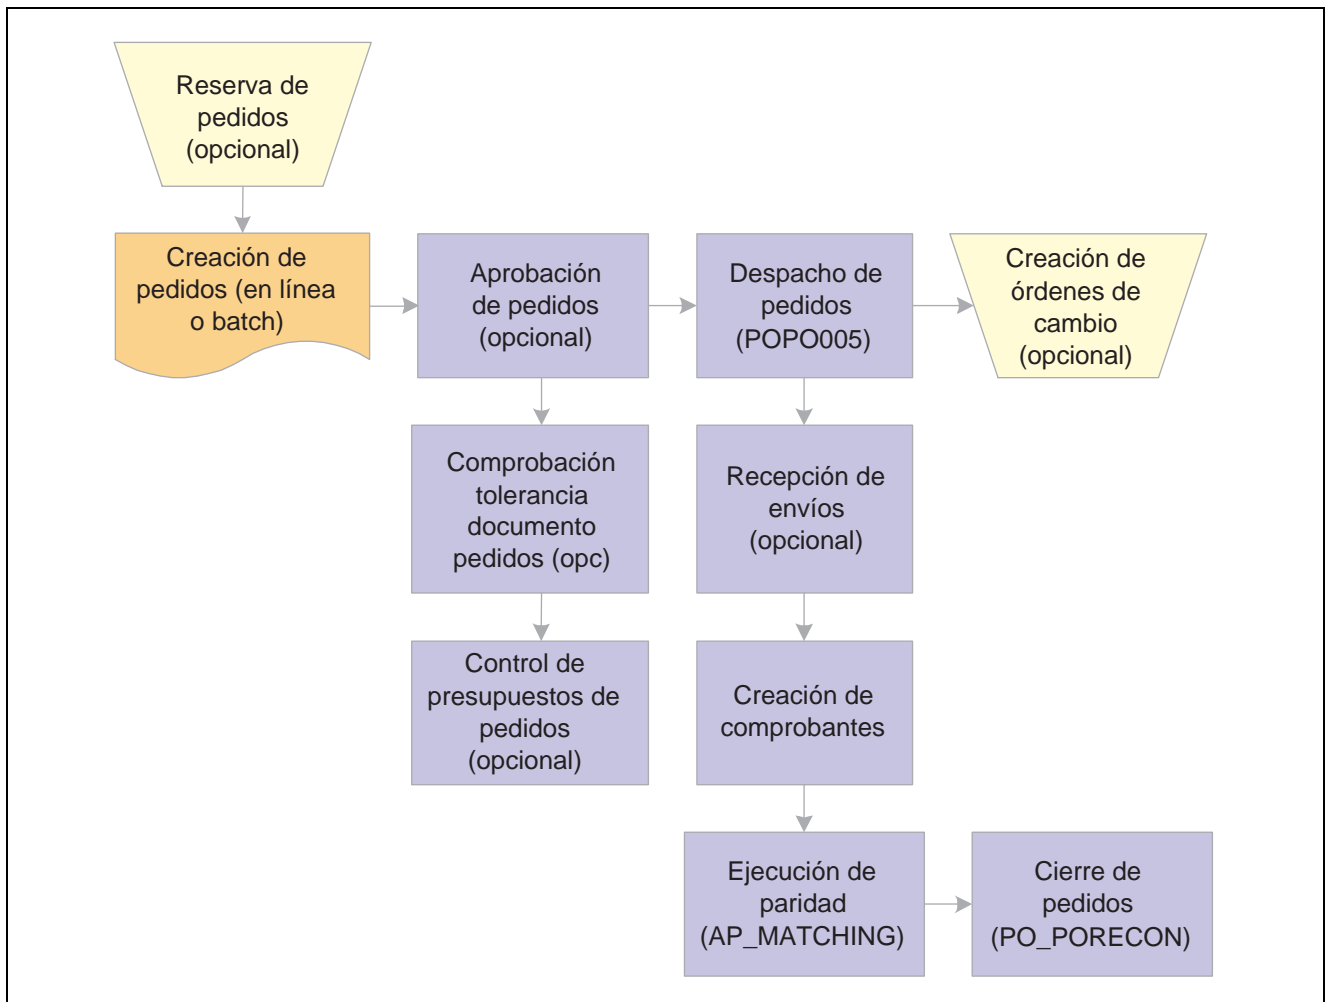 Reserva de
pedidos
(opcional)
Creación de
pedidos (en línea
o batch)
Aprobación
de pedidos
(opcional)
Despacho de
pedidos
(POPO005)
Creación de
órdenes de
cambio
(opcional)
Comprobación
tolerancia
documento
pedidos (opc)
Recepción de
envíos
(opcional)
Control de
presupuestos de
pedidos
(opcional)
Creación de
comprobantes
Ejecución de
paridad
(AP_MATCHING)
Cierre de
pedidos
(PO_PORECON)